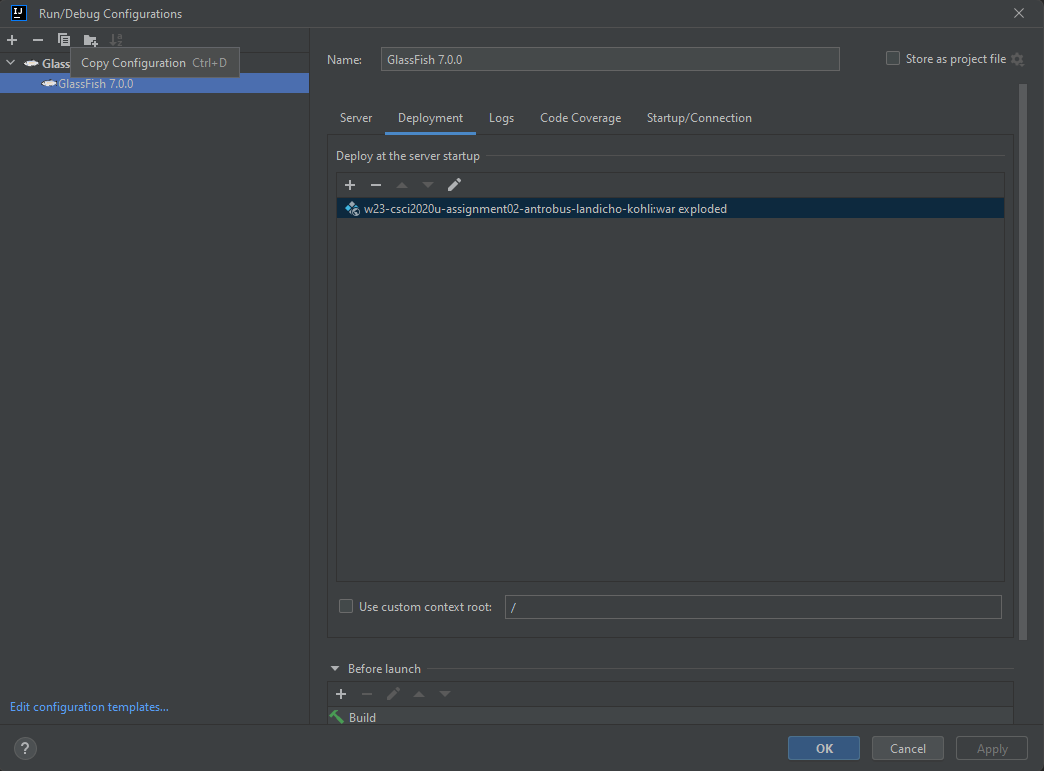 Run/Debug Configurations
Glass
Copy Configuration Ctrl+D
GlassFish 7.0.0
Name: GlassFish 7.0.0
Store as project file
Server Deployment Logs Code Coverage Startup/Connection
Deploy at the server startup
w23-csci2020u-assignment02-antrobus-landicho-kohli:war exploded
Use custom context root: /
Before launch
Build
Edit configuration templates...
? OK Cancel Apply